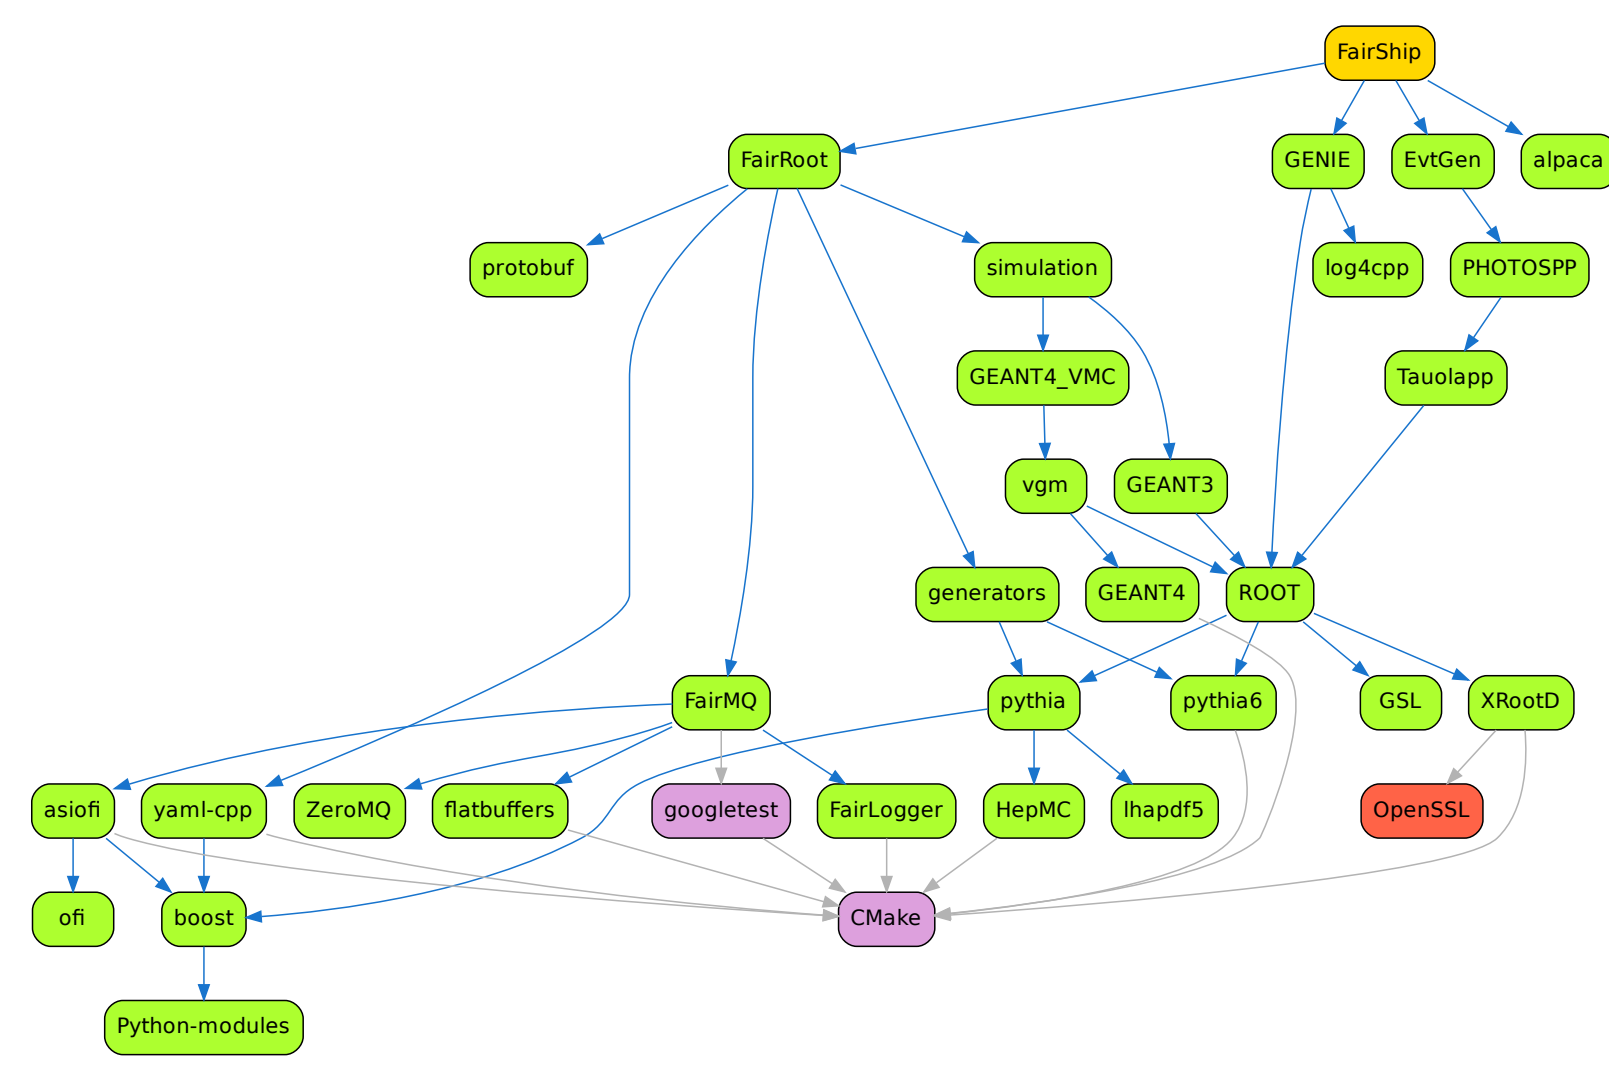 FairShip
FairRoot
GENIE
EvtGen
alpaca
protobuf
simulation
log4cpp
PHOTOSPP
GEANT4_VMC
Tauolapp
vgm
GEANT3
generators
GEANT4
ROOT
FairMQ
pythia
pythia6
GSL
XRootD
asiofi
yaml-cpp
ZeroMQ
flatbuffers
googletest
FairLogger
HepMC
lhapdf5
OpenSSL
ofi
boost
CMake
Python-modules